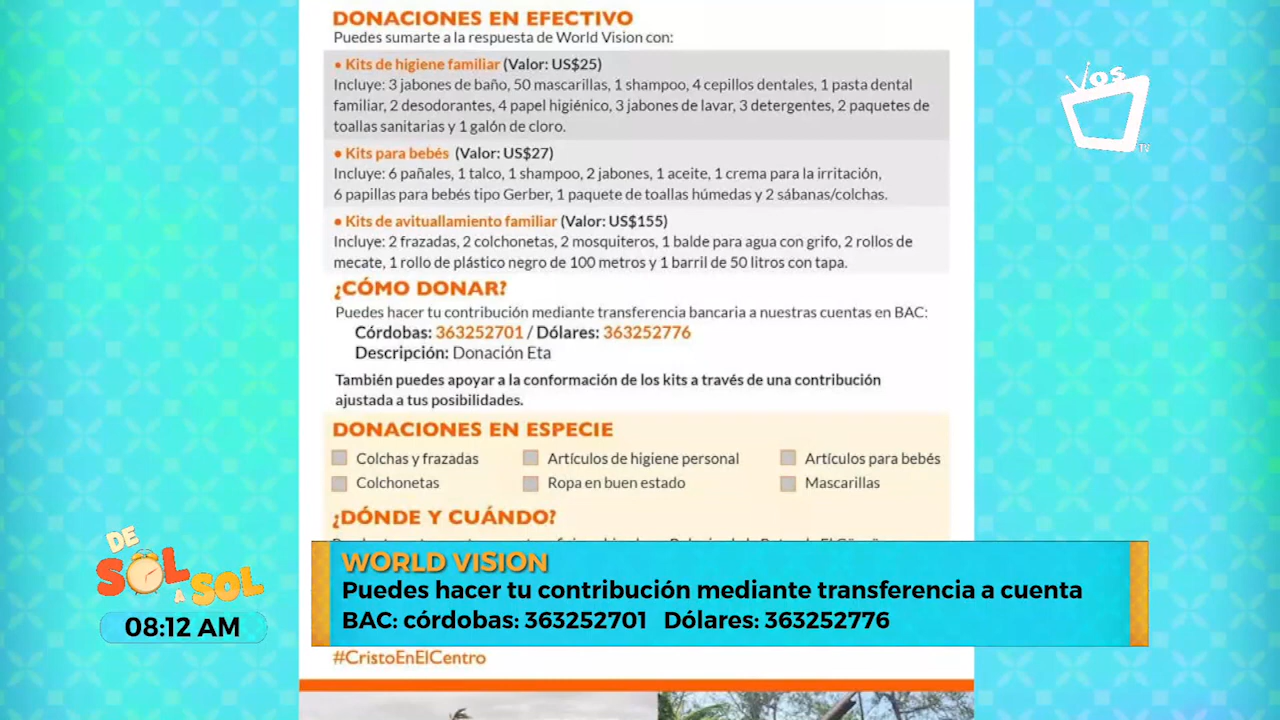 DONACIONES EN EFECTIVO
Puedes sumarte a la respuesta de World Vision con:
• Kits de higiene familiar (Valor: US$25)
Incluye: 3 jabones de baño, 50 mascarillas, 1 shampoo, 4 cepillos dentales, 1 pasta dental
familiar, 2 desodorantes, 4 papel higiénico, 3 jabones de lavar, 3 detergentes, 2 paquetes de
toallas sanitarias y 1 galón de cloro.
• Kits para bebés (Valor: US$27)
Incluye: 6 pañales, 1 talco, 1 shampoo, 2 jabones, 1 aceite, 1 crema para la irritación,
6 papillas para bebés tipo Gerber, 1 paquete de toallas húmedas y 2 sábanas/colchas.
• Kits de avituallamiento familiar (Valor: US$155)
Incluye: 2 frazadas, 2 colchonetas, 2 mosquiteros, 1 balde para agua con grifo, 2 rollos de
mecate, 1 rollo de plástico negro de 100 metros y 1 barril de 50 litros con tapa.
¿CÓMO DONAR?
Puedes hacer tu contribución mediante transferencia bancaria a nuestras cuentas en BAC:
Córdobas: 363252701 / Dólares: 363252776
Descripción: Donación Eta
También puedes apoyar a la conformación de los kits a través de una contribución
ajustada a tus posibilidades.
DONACIONES EN ESPECIE
Colchas y frazadas Artículos de higiene personal Artículos para bebés
Colchonetas Ropa en buen estado Mascarillas
¿DÓNDE Y CUÁNDO?
WORLD VISION
Puedes hacer tu contribución mediante transferencia a cuenta
BAC: córdobas: 363252701 Dólares: 363252776
#CristoEnElCentro
VOS
TV
DE
SOL
A
SOL
08:12 AM